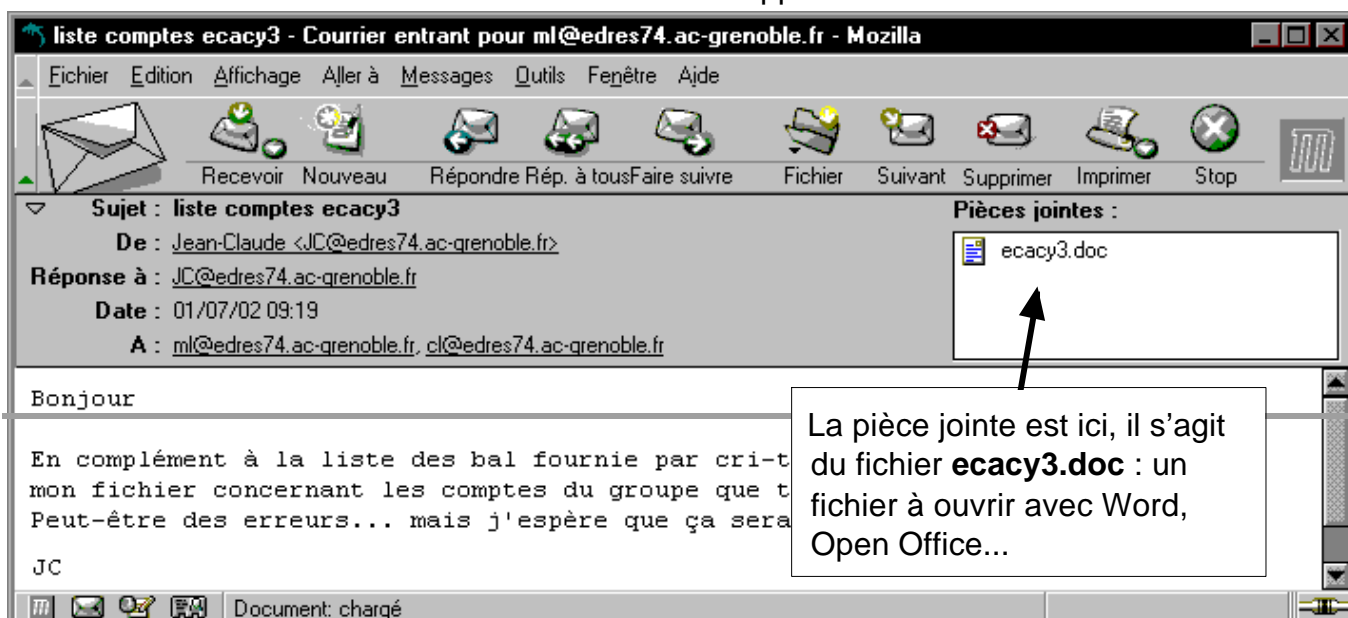 liste comptes ecacy3 - Courrier entrant pour ml@edres74.ac-grenoble.fr - Mozilla
Fichier Edition Affichage Aller à Messages Outils Fenêtre Aide
Recevoir Nouveau Répondre Rép. à tous Faire suivre Fichier Suivant Supprimer Imprimer Stop
Sujet : liste comptes ecacy3
De : Jean-Claude <JC@edres74.ac-grenoble.fr>
Réponse à : JC@edres74.ac-grenoble.fr
Date : 01/07/02 09:19
A : ml@edres74.ac-grenoble.fr, cl@edres74.ac-grenoble.fr
Pièces jointes :
ecacy3.doc
Bonjour
En complément à la liste des bal fournie par cri-t
mon fichier concernant les comptes du groupe que t
Peut-être des erreurs... mais j'espère que ça sera
JC
La pièce jointe est ici, il s’agit
du fichier ecacy3.doc : un
fichier à ouvrir avec Word,
Open Office...
Document: chargé